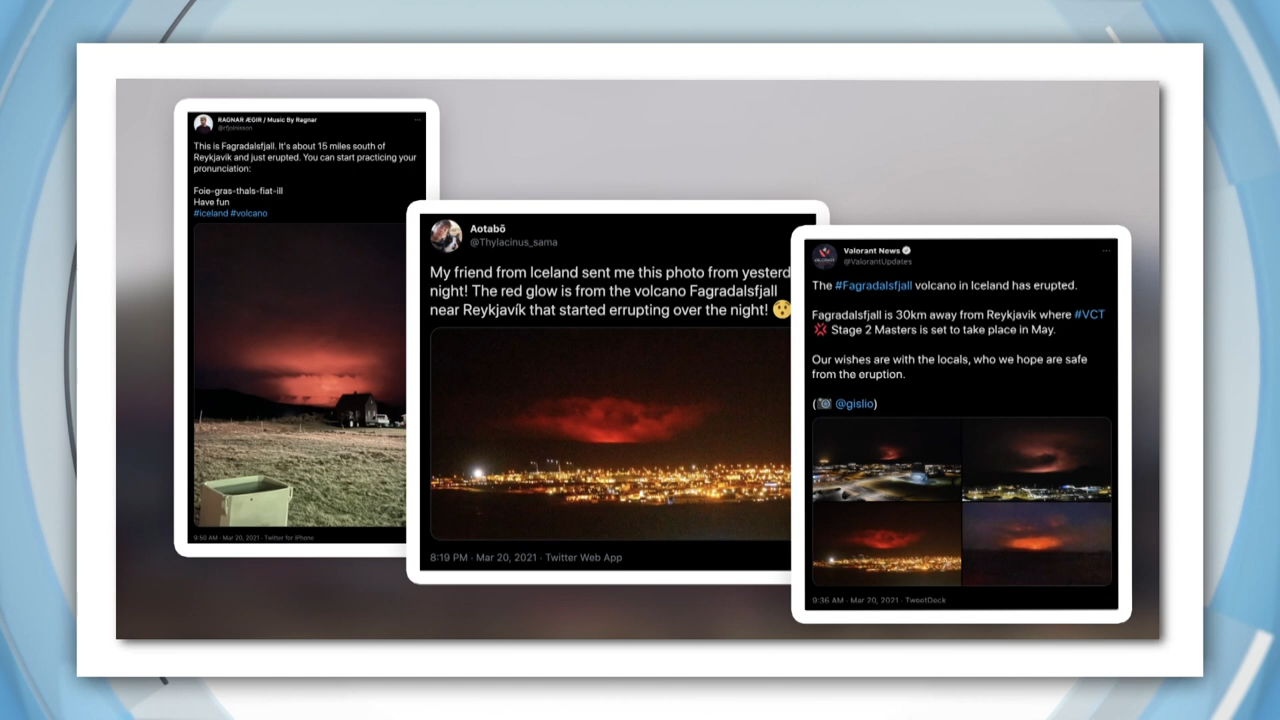 RAGNAR ÆGIR / Music By Ragnar
This is Fagradalsfjall. It's about 15 miles south of
Reykjavik and just erupted. You can start practicing your
pronunciation:
Foie-gras-thals-fiat-ill
Have fun
#iceland #volcano
9:50 AM · Mar 20, 2021 · Twitter for iPhone
Aotabō
@Thylacinus_sama
My friend from Iceland sent me this photo from yesterd
night! The red glow is from the volcano Fagradalsfjall
near Reykjavík that started errupting over the night! 😯
8:19 PM · Mar 20, 2021 · Twitter Web App
Valorant News
@ValorantUpdates
The #Fagradalsfjall volcano in Iceland has erupted.
Fagradalsfjall is 30km away from Reykjavik where #VCT
💢 Stage 2 Masters is set to take place in May.
Our wishes are with the locals, who we hope are safe
from the eruption.
(📷 @gislio)
9:36 AM · Mar 20, 2021 · TweetDeck